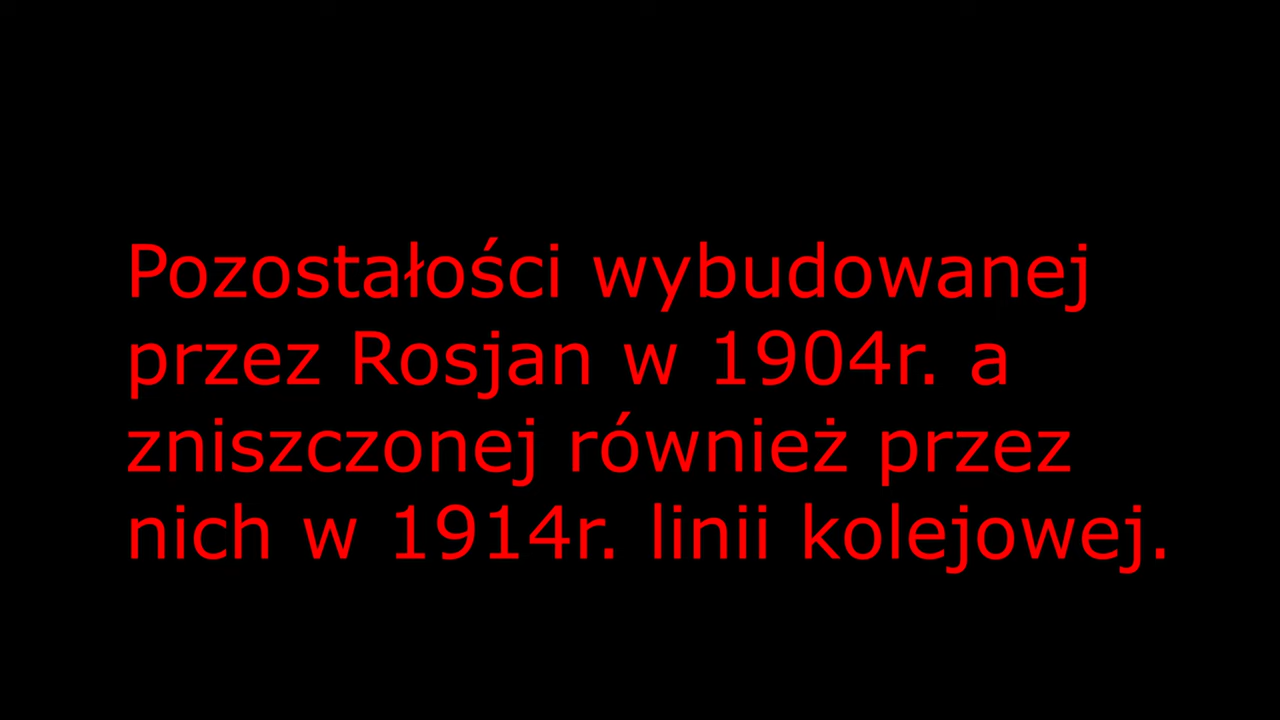 Pozostałości wybudowanej
przez Rosjan w 1904r. a
zniszczonej również przez
nich w 1914r. linii kolejowej.